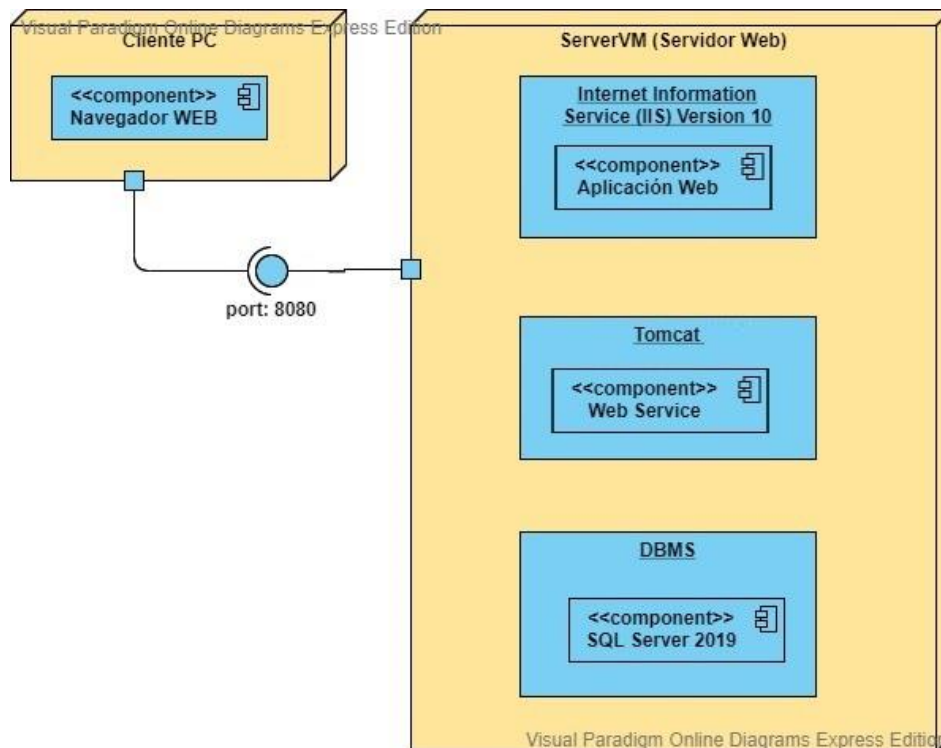 Visual Paradigm Online Diagrams Express Edition
Cliente PC
<<component>>
Navegador WEB
port: 8080
ServerVM (Servidor Web)
Internet Information
Service (IIS) Version 10
<<component>>
Aplicación Web
Tomcat
<<component>>
Web Service
DBMS
<<component>>
SQL Server 2019
Visual Paradigm Online Diagrams Express Edition